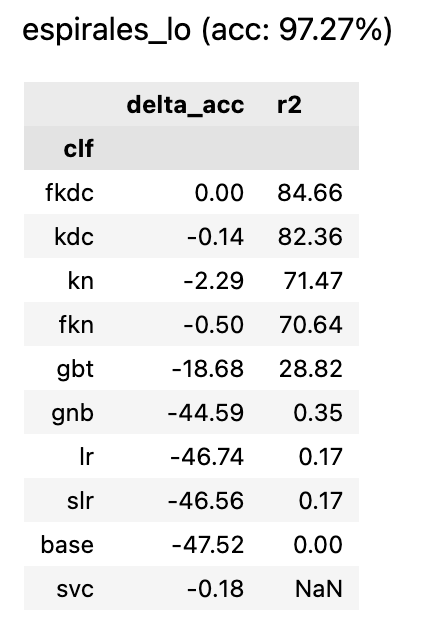 espirales_lo (acc: 97.27%)
delta_acc r2
clf
fkdc 0.00 84.66
kdc -0.14 82.36
kn -2.29 71.47
fkn -0.50 70.64
gbt -18.68 28.82
gnb -44.59 0.35
lr -46.74 0.17
slr -46.56 0.17
base -47.52 0.00
svc -0.18 NaN